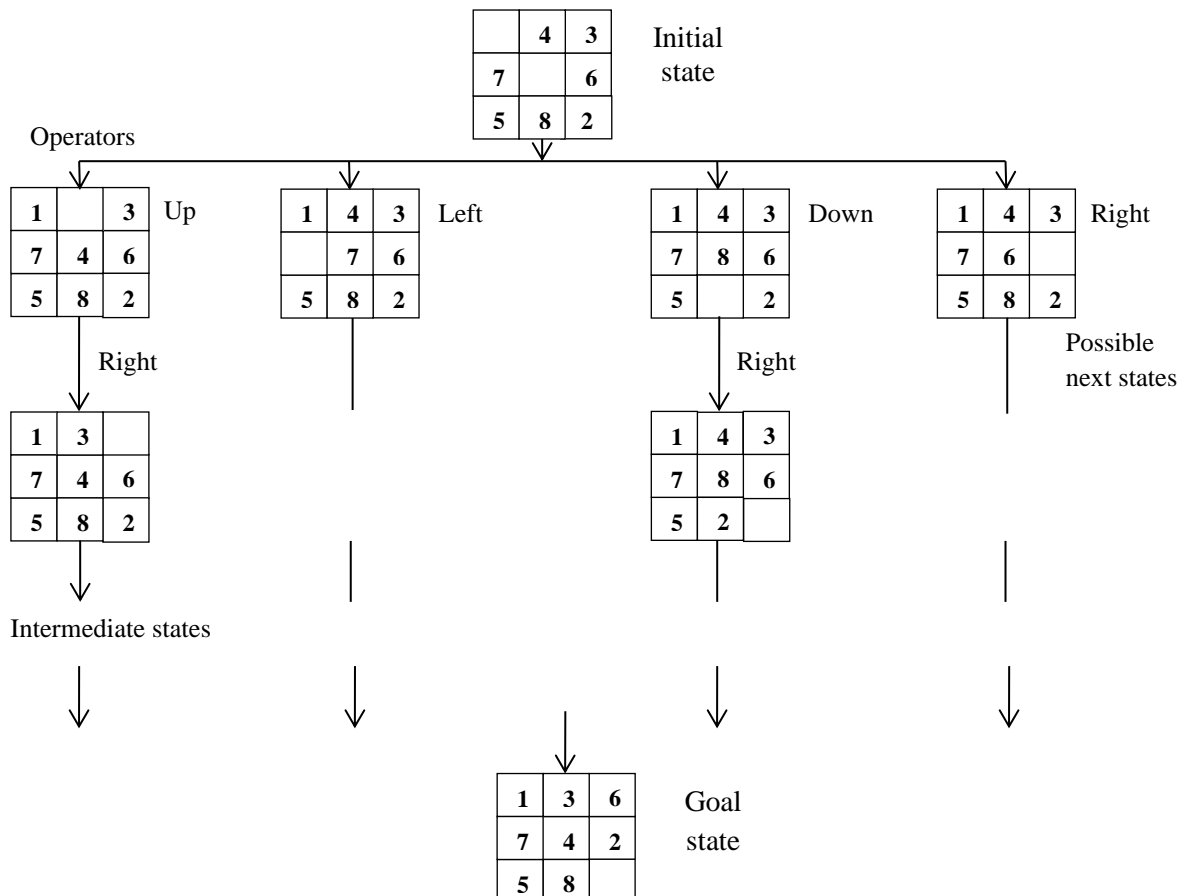 4 3
7 6
5 8 2
Initial
state
Operators
1 3
7 4 6
5 8 2
Up
1 4 3
7 6
5 8 2
Left
1 4 3
7 8 6
5 2
Down
1 4 3
7 6
5 8 2
Right
Right
Right
Possible
next states
1 3
7 4 6
5 8 2
1 4 3
7 8 6
5 2
Intermediate states
1 3 6
7 4 2
5 8
Goal
state